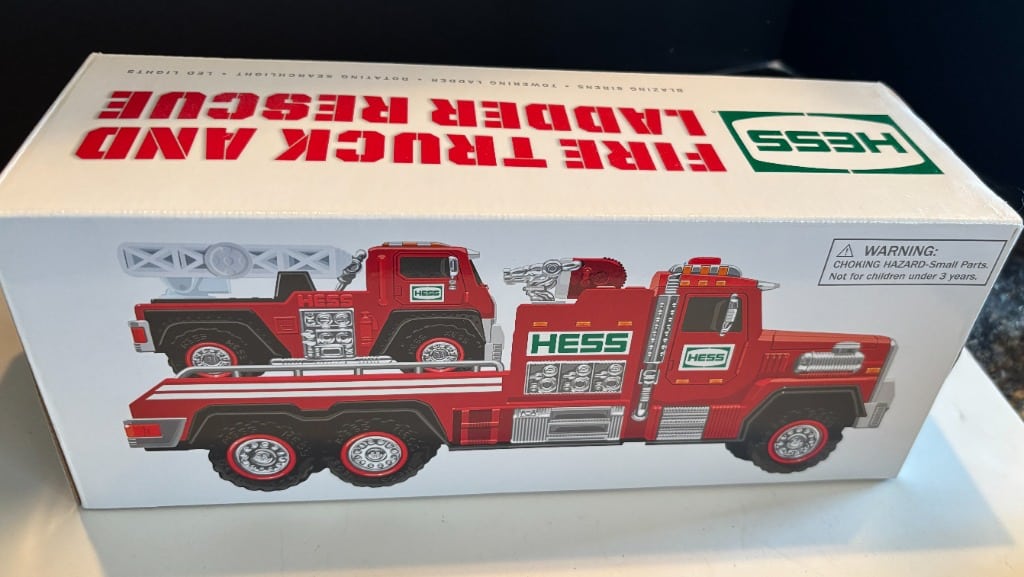 BLAZING SIRENS • TOWERING LADDER • ROTATING SEARCHLIGHT • LED LIGHTS
HESS
FIRE TRUCK AND
LADDER RESCUE
WARNING:
CHOKING HAZARD-Small Parts.
Not for children under 3 years.
HESS
HESS
HESS
HESS